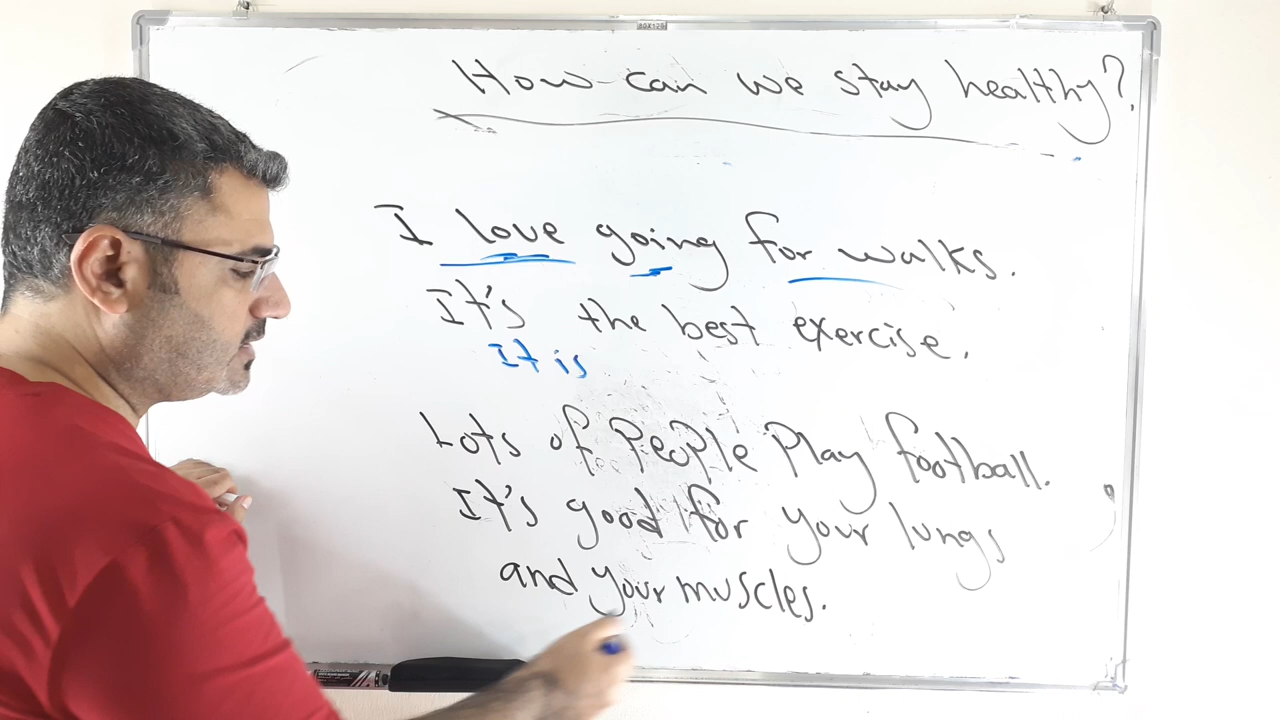 How can we stay healthy?
I love going for walks.
It's the best exercise.
It is
Lots of People Play football.
It's good for your lungs
and your muscles.